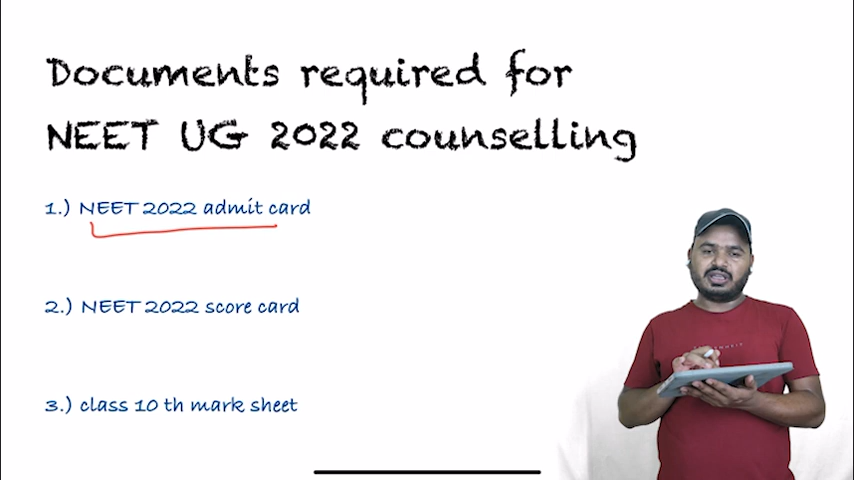 Documents required for
NEET UG 2022 counselling
1.) NEET 2022 admit card
2.) NEET 2022 score card
3.) class 10 th mark sheet